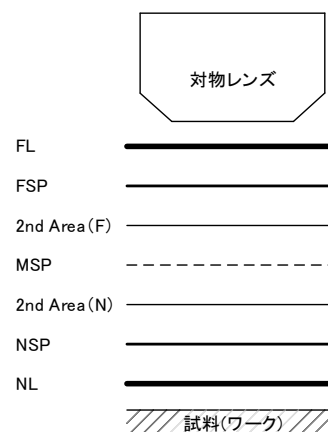 対物レンズ
FL
FSP
2nd Area(F)
MSP
2nd Area(N)
NSP
NL
試料(ワーク)